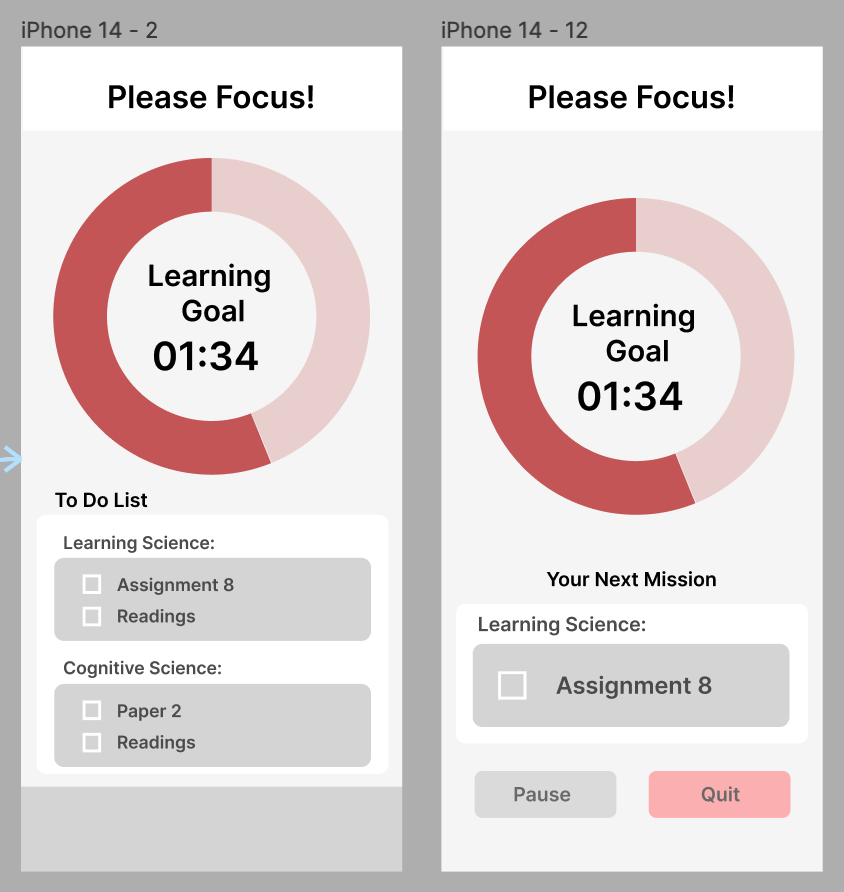 iPhone 14 - 2
Please Focus!
Learning
Goal
01:34
To Do List
Learning Science:
Assignment 8
Readings
Cognitive Science:
Paper 2
Readings
iPhone 14 - 12
Please Focus!
Learning
Goal
01:34
Your Next Mission
Learning Science:
Assignment 8
Pause
Quit